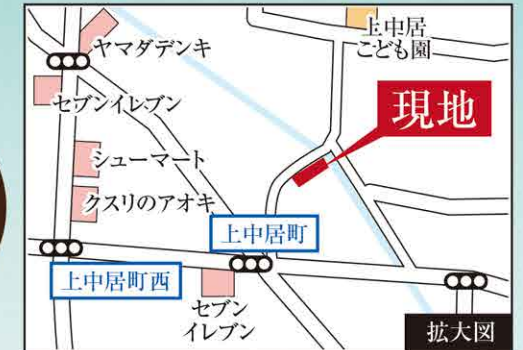 上中居
こども園
ヤマダデンキ
セブンイレブン
現地
シューマート
クスリのアオキ
上中居町
上中居町西
セブン
イレブン
拡大図